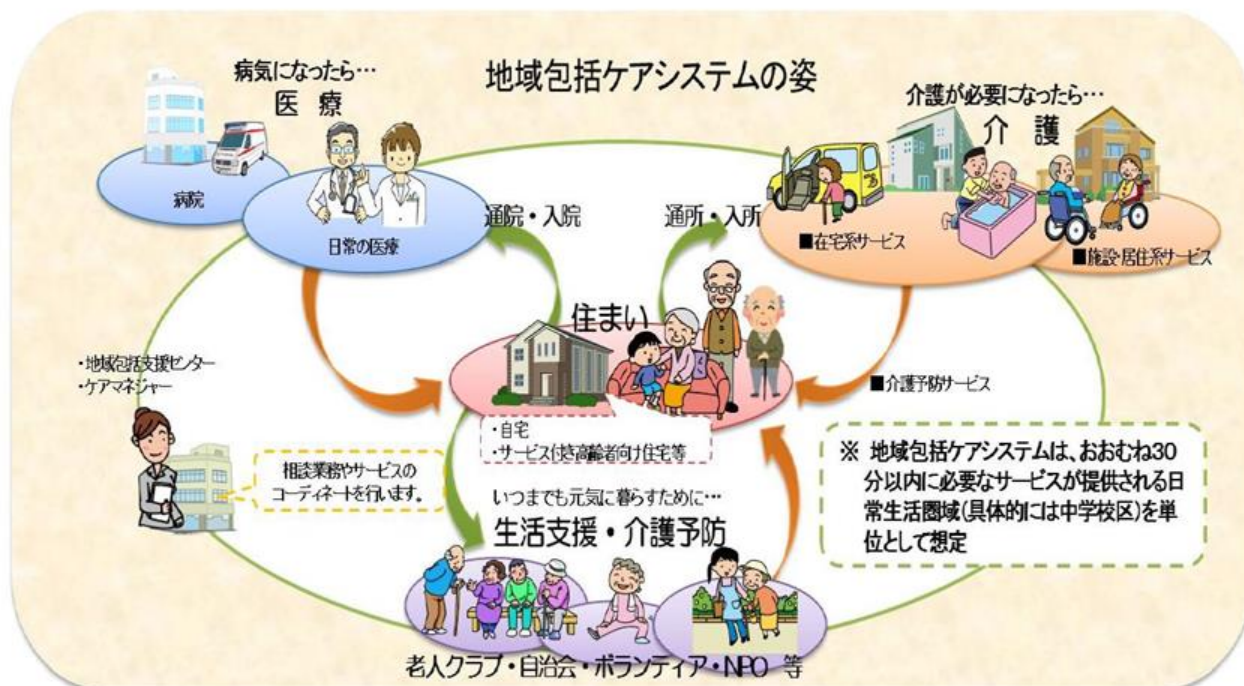 地域包括ケアシステムの姿
病気になったら…
医 療
病院
日常の医療
通院・入院
通所・入所
介護が必要になったら…
介 護
■在宅系サービス
■施設・居住系サービス
住まい
・自宅
・サービス付き高齢者向け住宅等
■介護予防サービス
・地域包括支援センター
・ケアマネジャー
相談業務やサービスの
コーディネートを行います。
いつまでも元気に暮らすために…
生活支援・介護予防
老人クラブ・自治会・ボランティア・NPO 等
※ 地域包括ケアシステムは、おおむね30
分以内に必要なサービスが提供される日
常生活圏域(具体的には中学校区)を単
位として想定